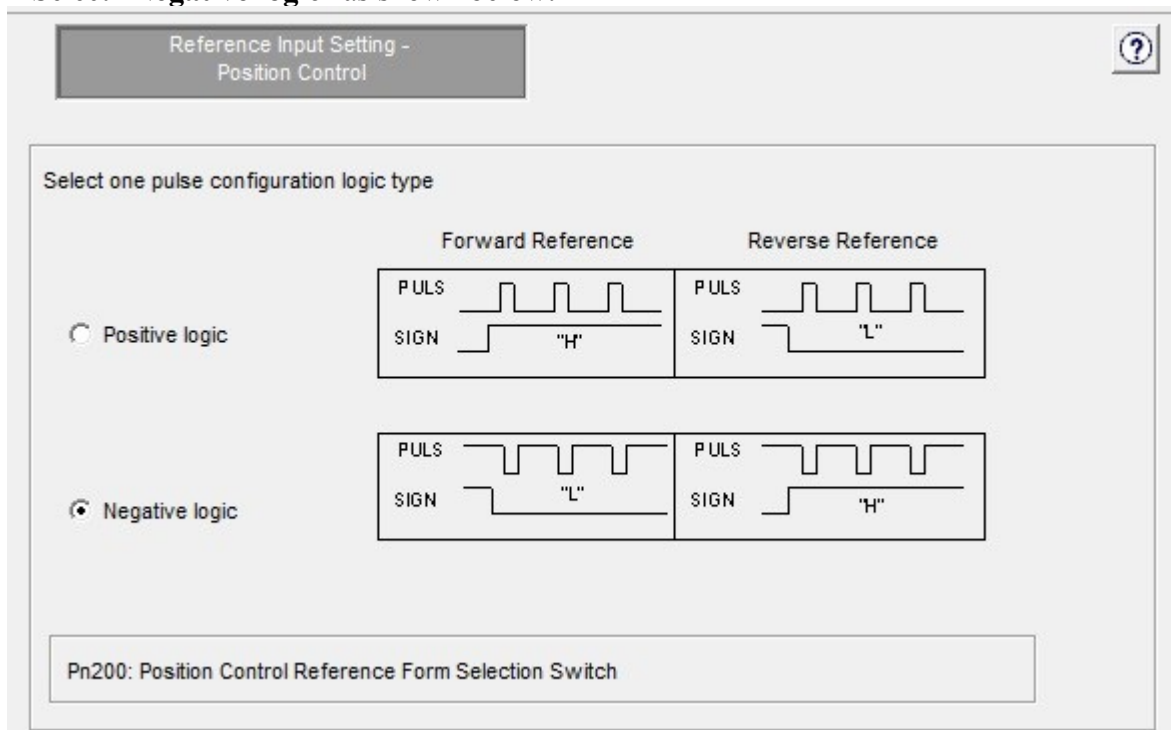 Reference Input Setting -
Position Control
Select one pulse configuration logic type
Forward Reference Reverse Reference
PULS PULS
Positive logic SIGN "H" SIGN "L"
PULS PULS
Negative logic SIGN "L" SIGN "H"
Pn200: Position Control Reference Form Selection Switch